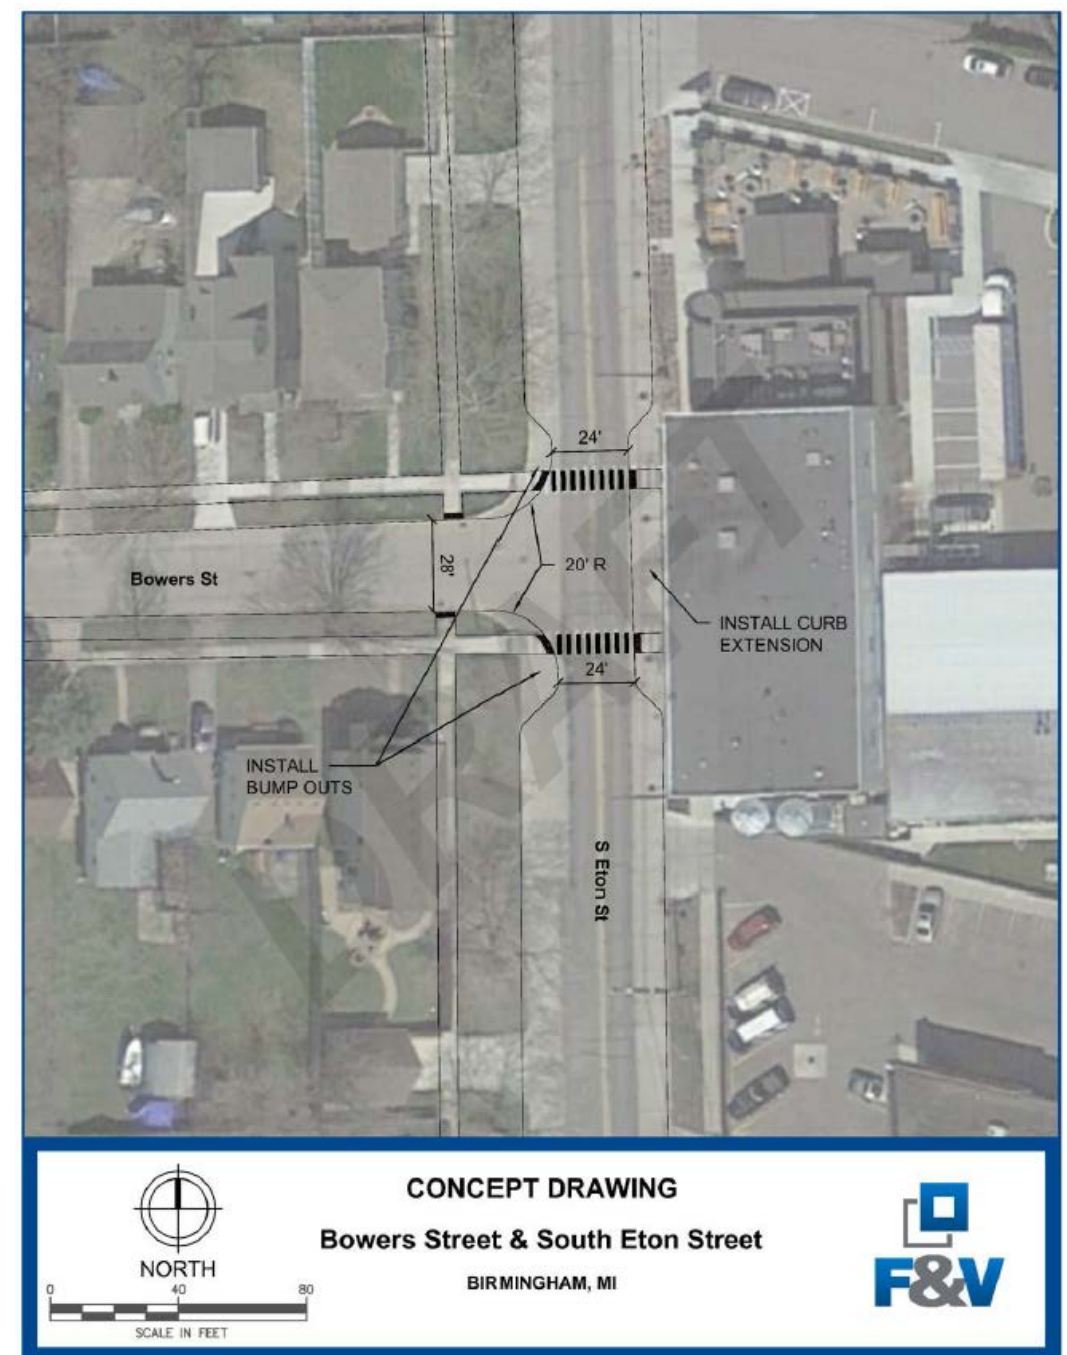 24'
28'
20' R
Bowers St
INSTALL CURB
EXTENSION
24'
INSTALL
BUMP OUTS
S Eton St
DRAFT
CONCEPT DRAWING
Bowers Street & South Eton Street
BIRMINGHAM, MI
NORTH
0 40 80
SCALE IN FEET
F&V